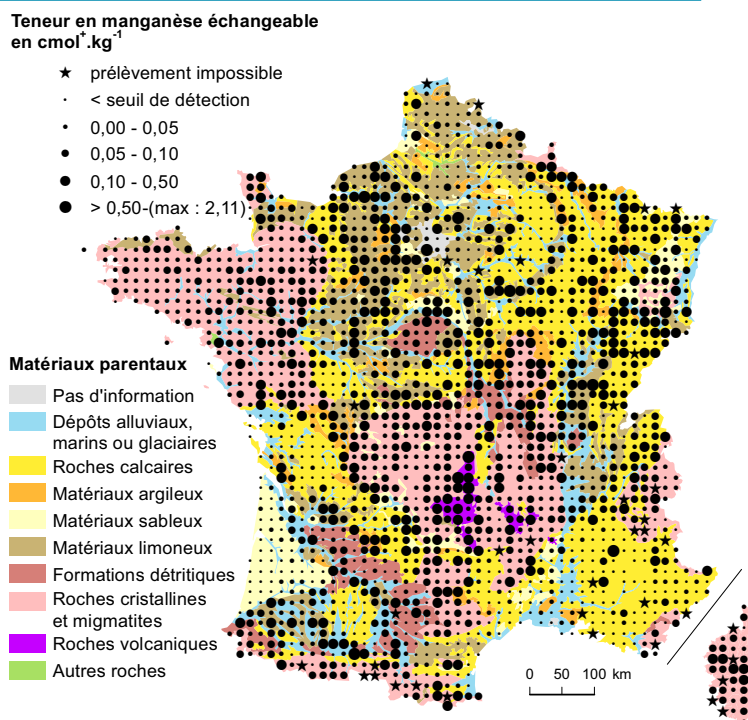 Teneur en manganèse échangeable
en cmol⁺.kg⁻¹
prélèvement impossible
< seuil de détection
0,00 - 0,05
0,05 - 0,10
0,10 - 0,50
> 0,50-(max : 2,11)
Matériaux parentaux
Pas d'information
Dépôts alluviaux,
marins ou glaciaires
Roches calcaires
Matériaux argileux
Matériaux sableux
Matériaux limoneux
Formations détritiques
Roches cristallines
et migmatites
Roches volcaniques
Autres roches
0 50 100 km